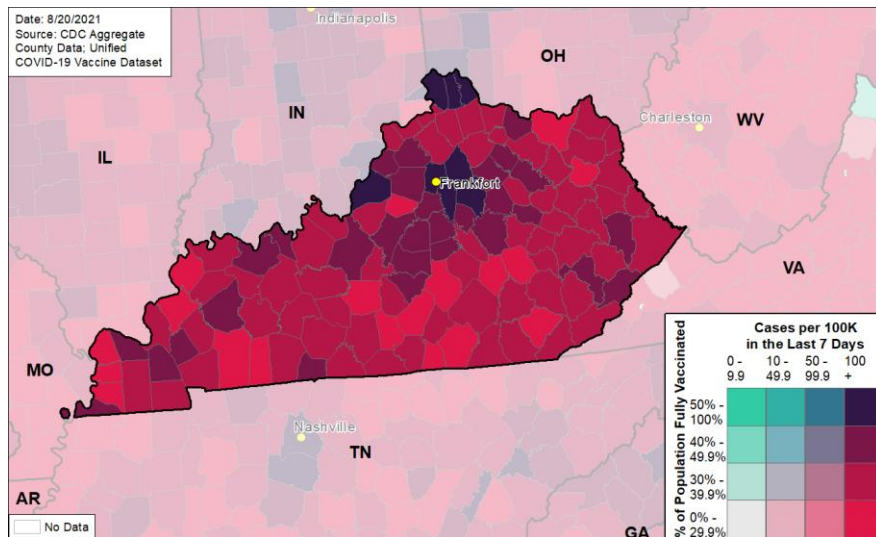 Date: 8/20/2021
Source: CDC Aggregate
County Data; Unified
COVID-19 Vaccine Dataset
Indianapolis
OH
IN
Charleston
WV
IL
Frankfort
VA
MO
Nashville
TN
AR
GA
No Data
Cases per 100K
in the Last 7 Days
0 -
9.9
10 -
49.9
50 -
99.9
100
+
% of Population Fully Vaccinated
50% -
100%
40% -
49.9%
30% -
39.9%
0% -
29.9%